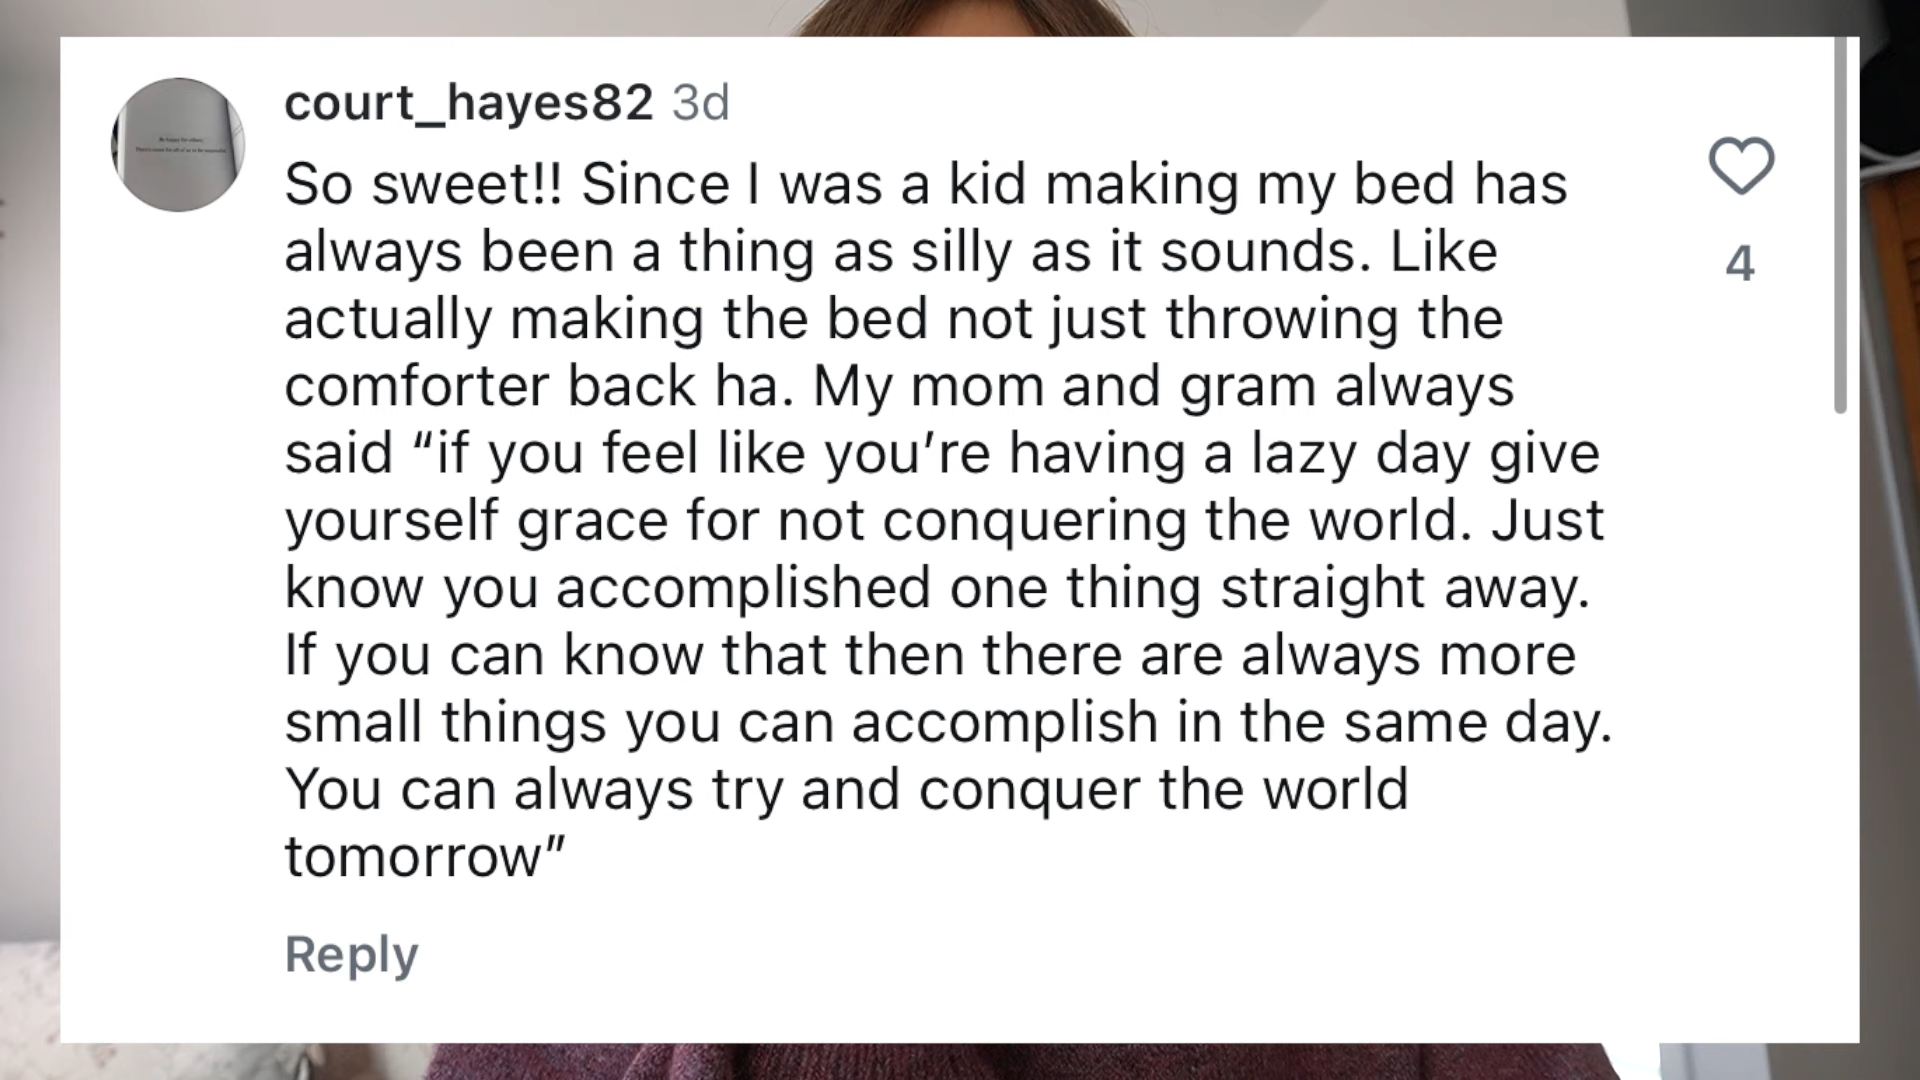 court_hayes82 3d
So sweet!! Since I was a kid making my bed has
always been a thing as silly as it sounds. Like
actually making the bed not just throwing the
comforter back ha. My mom and gram always
said “if you feel like you’re having a lazy day give
yourself grace for not conquering the world. Just
know you accomplished one thing straight away.
If you can know that then there are always more
small things you can accomplish in the same day.
You can always try and conquer the world
tomorrow”
4
Reply